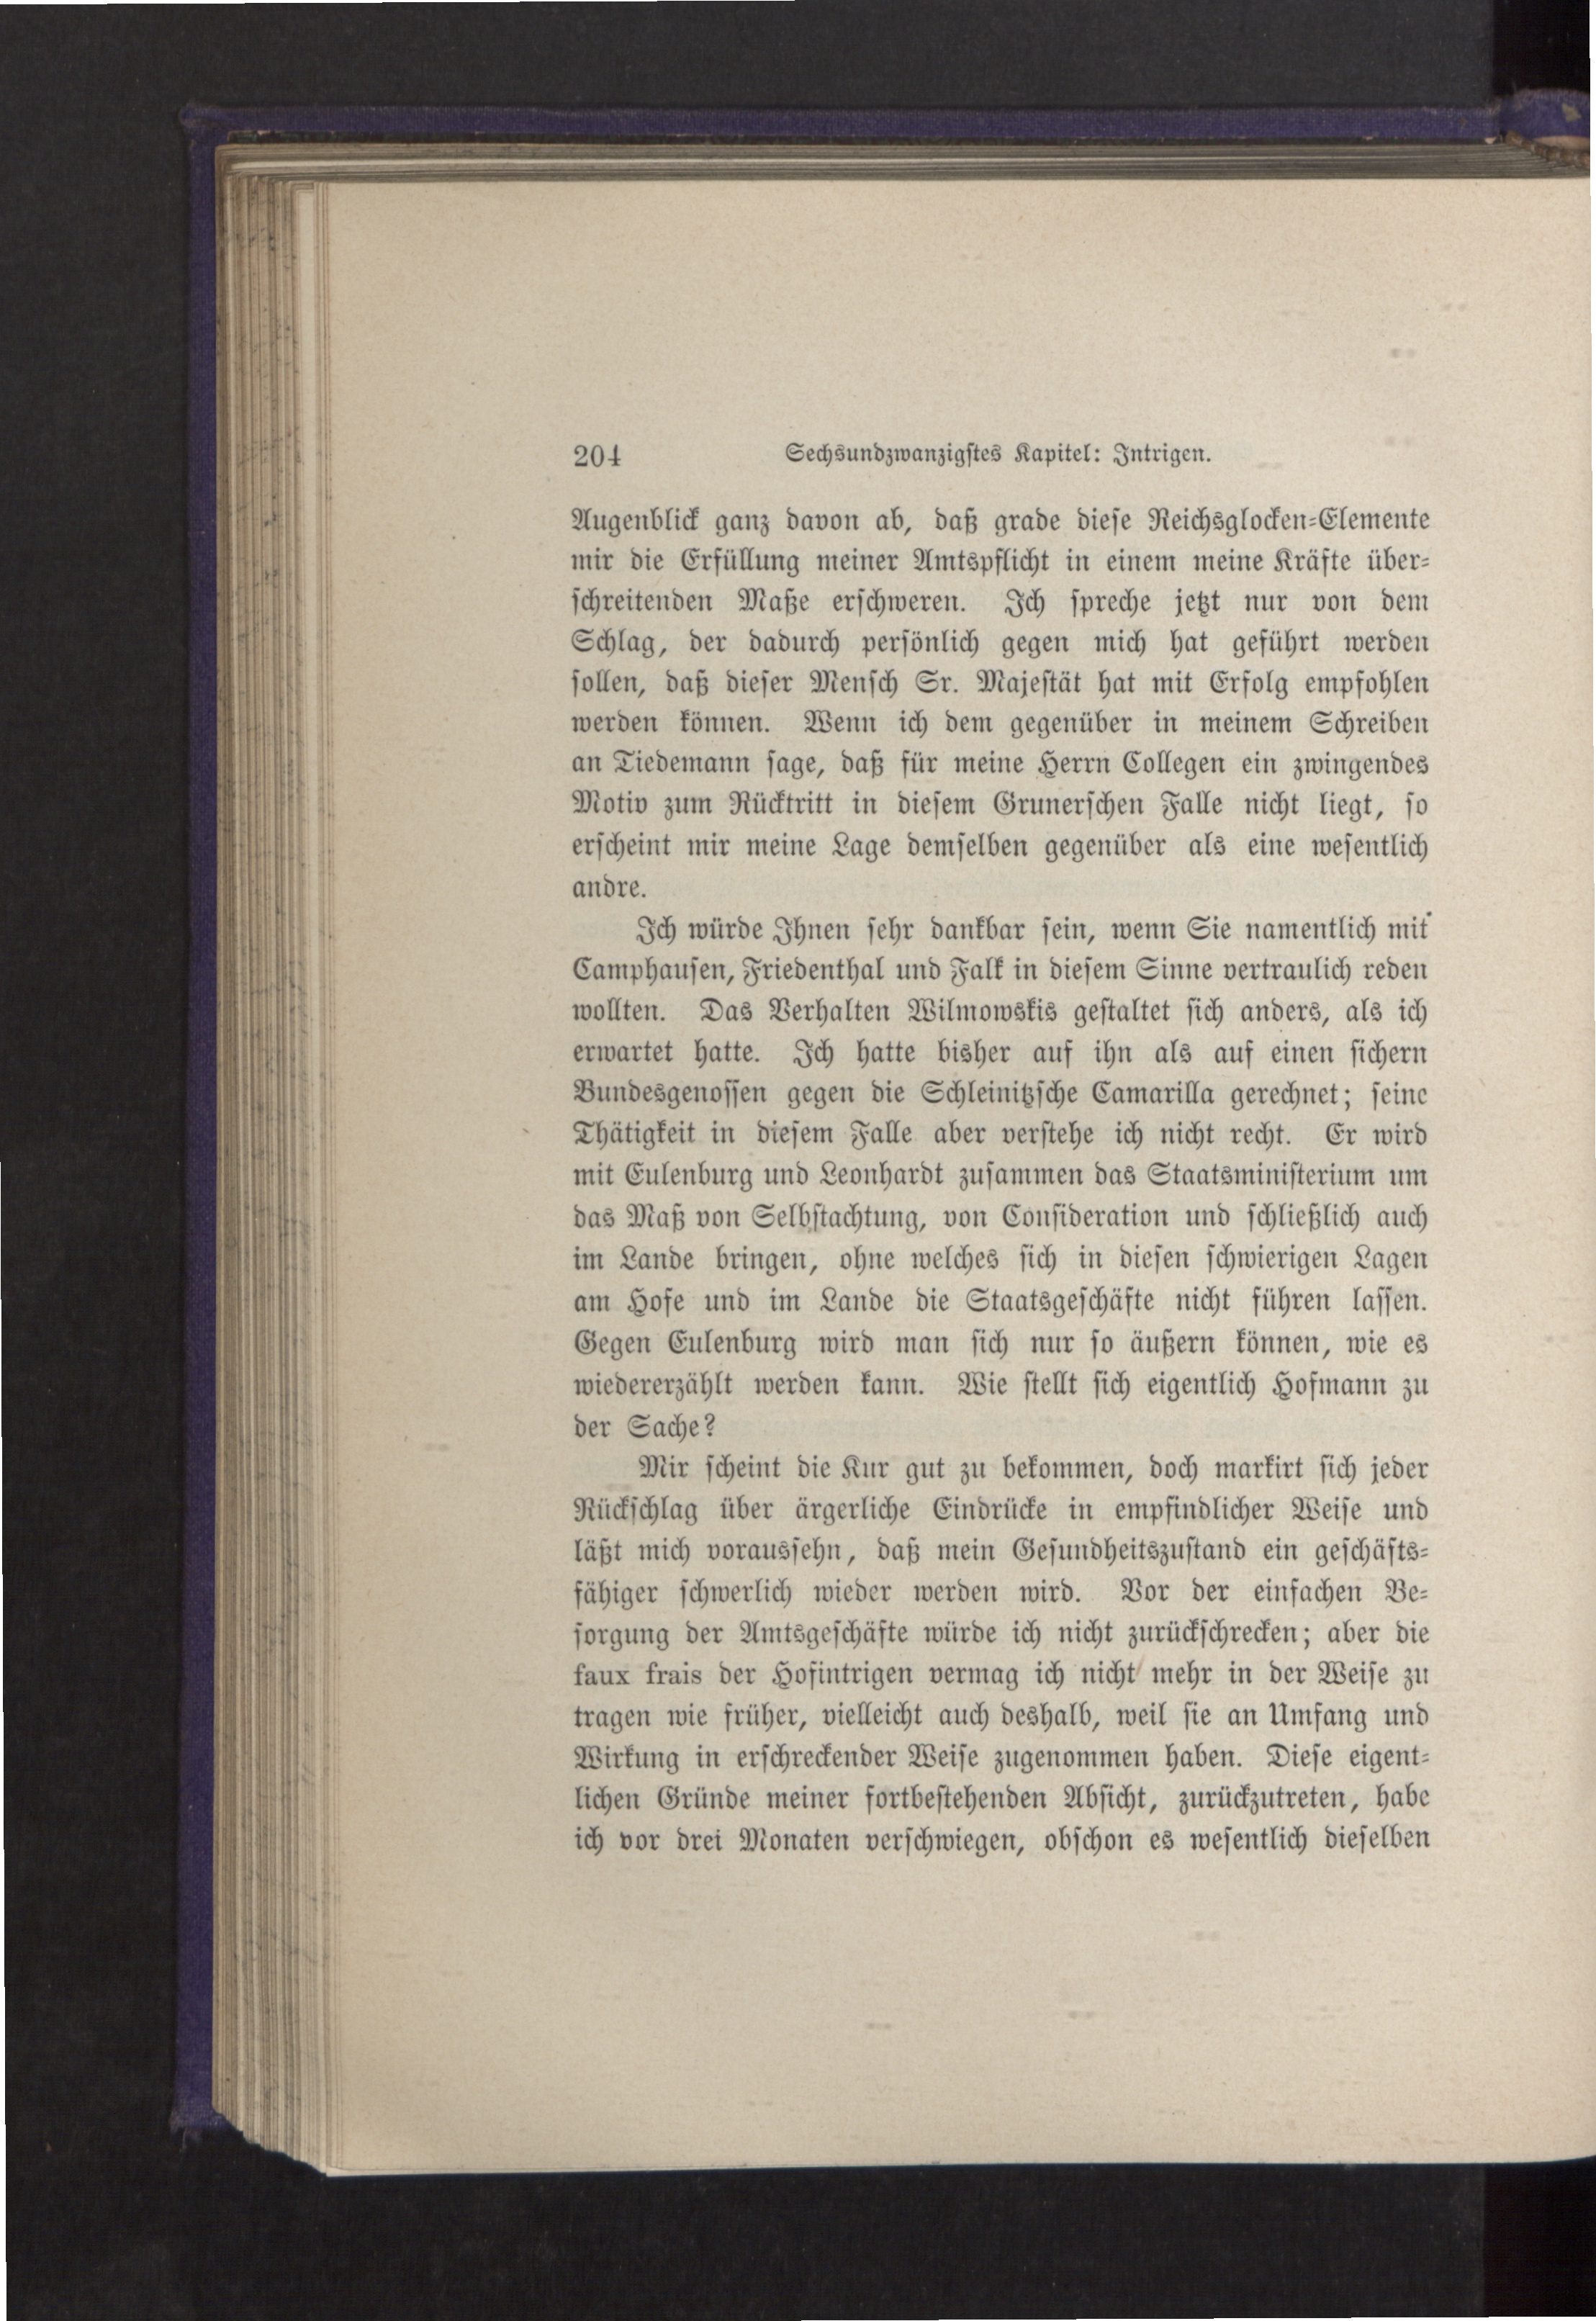 204 Sechsundzwanzigstes Kapitel: Intrigen.
Augenblick ganz davon ab, daß grade diese Reichsglocken-Elemente
mir die Erfüllung meiner Amtspflicht in einem meine Kräfte über-
schreitenden Maße erschweren. Ich spreche jetzt nur von dem
Schlag, der dadurch persönlich gegen mich hat geführt werden
sollen, daß dieser Mensch Sr. Majestät hat mit Erfolg empfohlen
werden können. Wenn ich dem gegenüber in meinem Schreiben
an Tiedemann sage, daß für meine Herrn Collegen ein zwingendes
Motiv zum Rücktritt in diesem Grunerschen Falle nicht liegt, so
erscheint mir meine Lage demselben gegenüber als eine wesentlich
andre.
Ich würde Ihnen sehr dankbar sein, wenn Sie namentlich mit
Camphausen, Friedenthal und Falk in diesem Sinne vertraulich reden
wollten. Das Verhalten Wilmowskis gestaltet sich anders, als ich
erwartet hatte. Ich hatte bisher auf ihn als auf einen sichern
Bundesgenossen gegen die Schleinitzsche Camarilla gerechnet; seine
Thätigkeit in diesem Falle aber verstehe ich nicht recht. Er wird
mit Eulenburg und Leonhardt zusammen das Staatsministerium um
das Maß von Selbstachtung, von Consideration und schließlich auch
im Lande bringen, ohne welches sich in diesen schwierigen Lagen
am Hofe und im Lande die Staatsgeschäfte nicht führen lassen.
Gegen Eulenburg wird man sich nur so äußern können, wie es
wiedererzählt werden kann. Wie stellt sich eigentlich Hofmann zu
der Sache?
Mir scheint die Kur gut zu bekommen, doch markirt sich jeder
Rückschlag über ärgerliche Eindrücke in empfindlicher Weise und
läßt mich voraussehn, daß mein Gesundheitszustand ein geschäfts-
fähiger schwerlich wieder werden wird. Vor der einfachen Be-
sorgung der Amtsgeschäfte würde ich nicht zurückschrecken; aber die
faux frais der Hofintrigen vermag ich nicht mehr in der Weise zu
tragen wie früher, vielleicht auch deshalb, weil sie an Umfang und
Wirkung in erschreckender Weise zugenommen haben. Diese eigent-
lichen Gründe meiner fortbestehenden Absicht, zurückzutreten, habe
ich vor drei Monaten verschwiegen, obschon es wesentlich dieselben